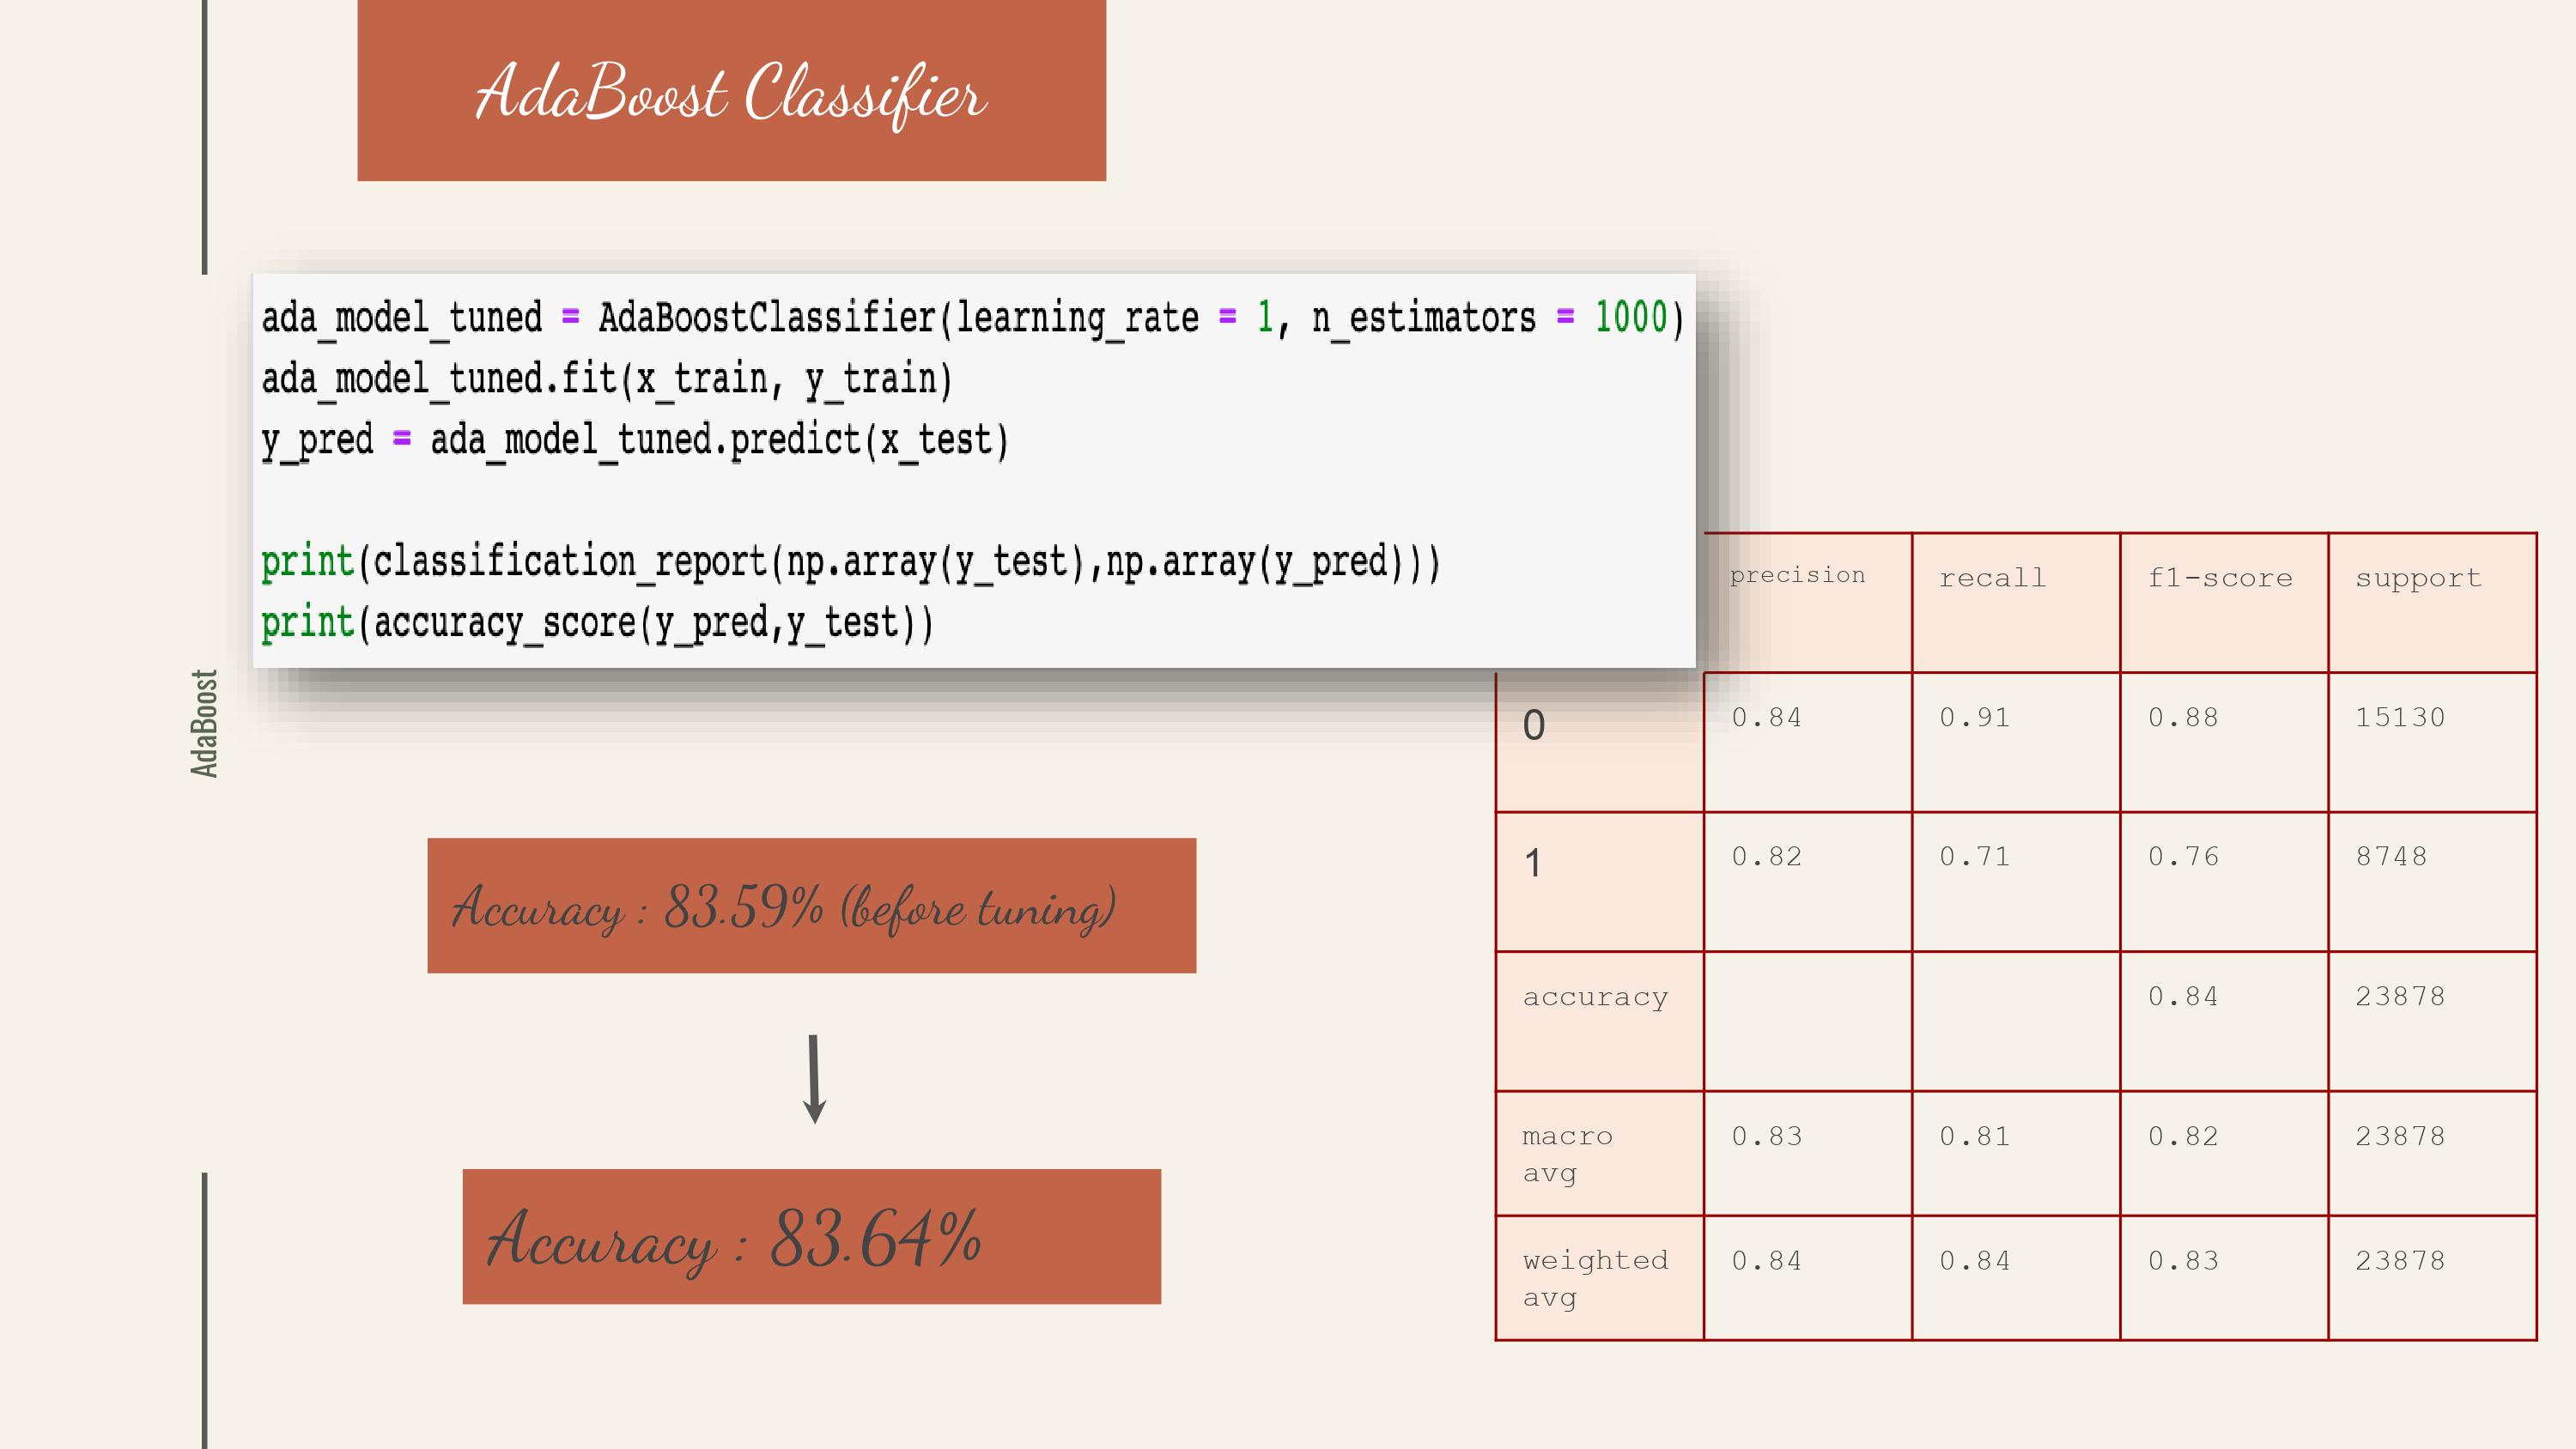 AdaBoost Classifier
ada_model_tuned = AdaBoostClassifier(learning_rate = 1, n_estimators = 1000)
ada_model_tuned.fit(x_train, y_train)
y_pred = ada_model_tuned.predict(x_test)
print(classification_report(np.array(y_test),np.array(y_pred)))
print(accuracy_score(y_pred,y_test))
AdaBoost
Accuracy : 83.59% (before tuning)
Accuracy : 83.64%
precision recall f1-score support
0 0.84 0.91 0.88 15130
1 0.82 0.71 0.76 8748
accuracy 0.84 23878
macro 0.83 0.81 0.82 23878
avg
weighted 0.84 0.84 0.83 23878
avg